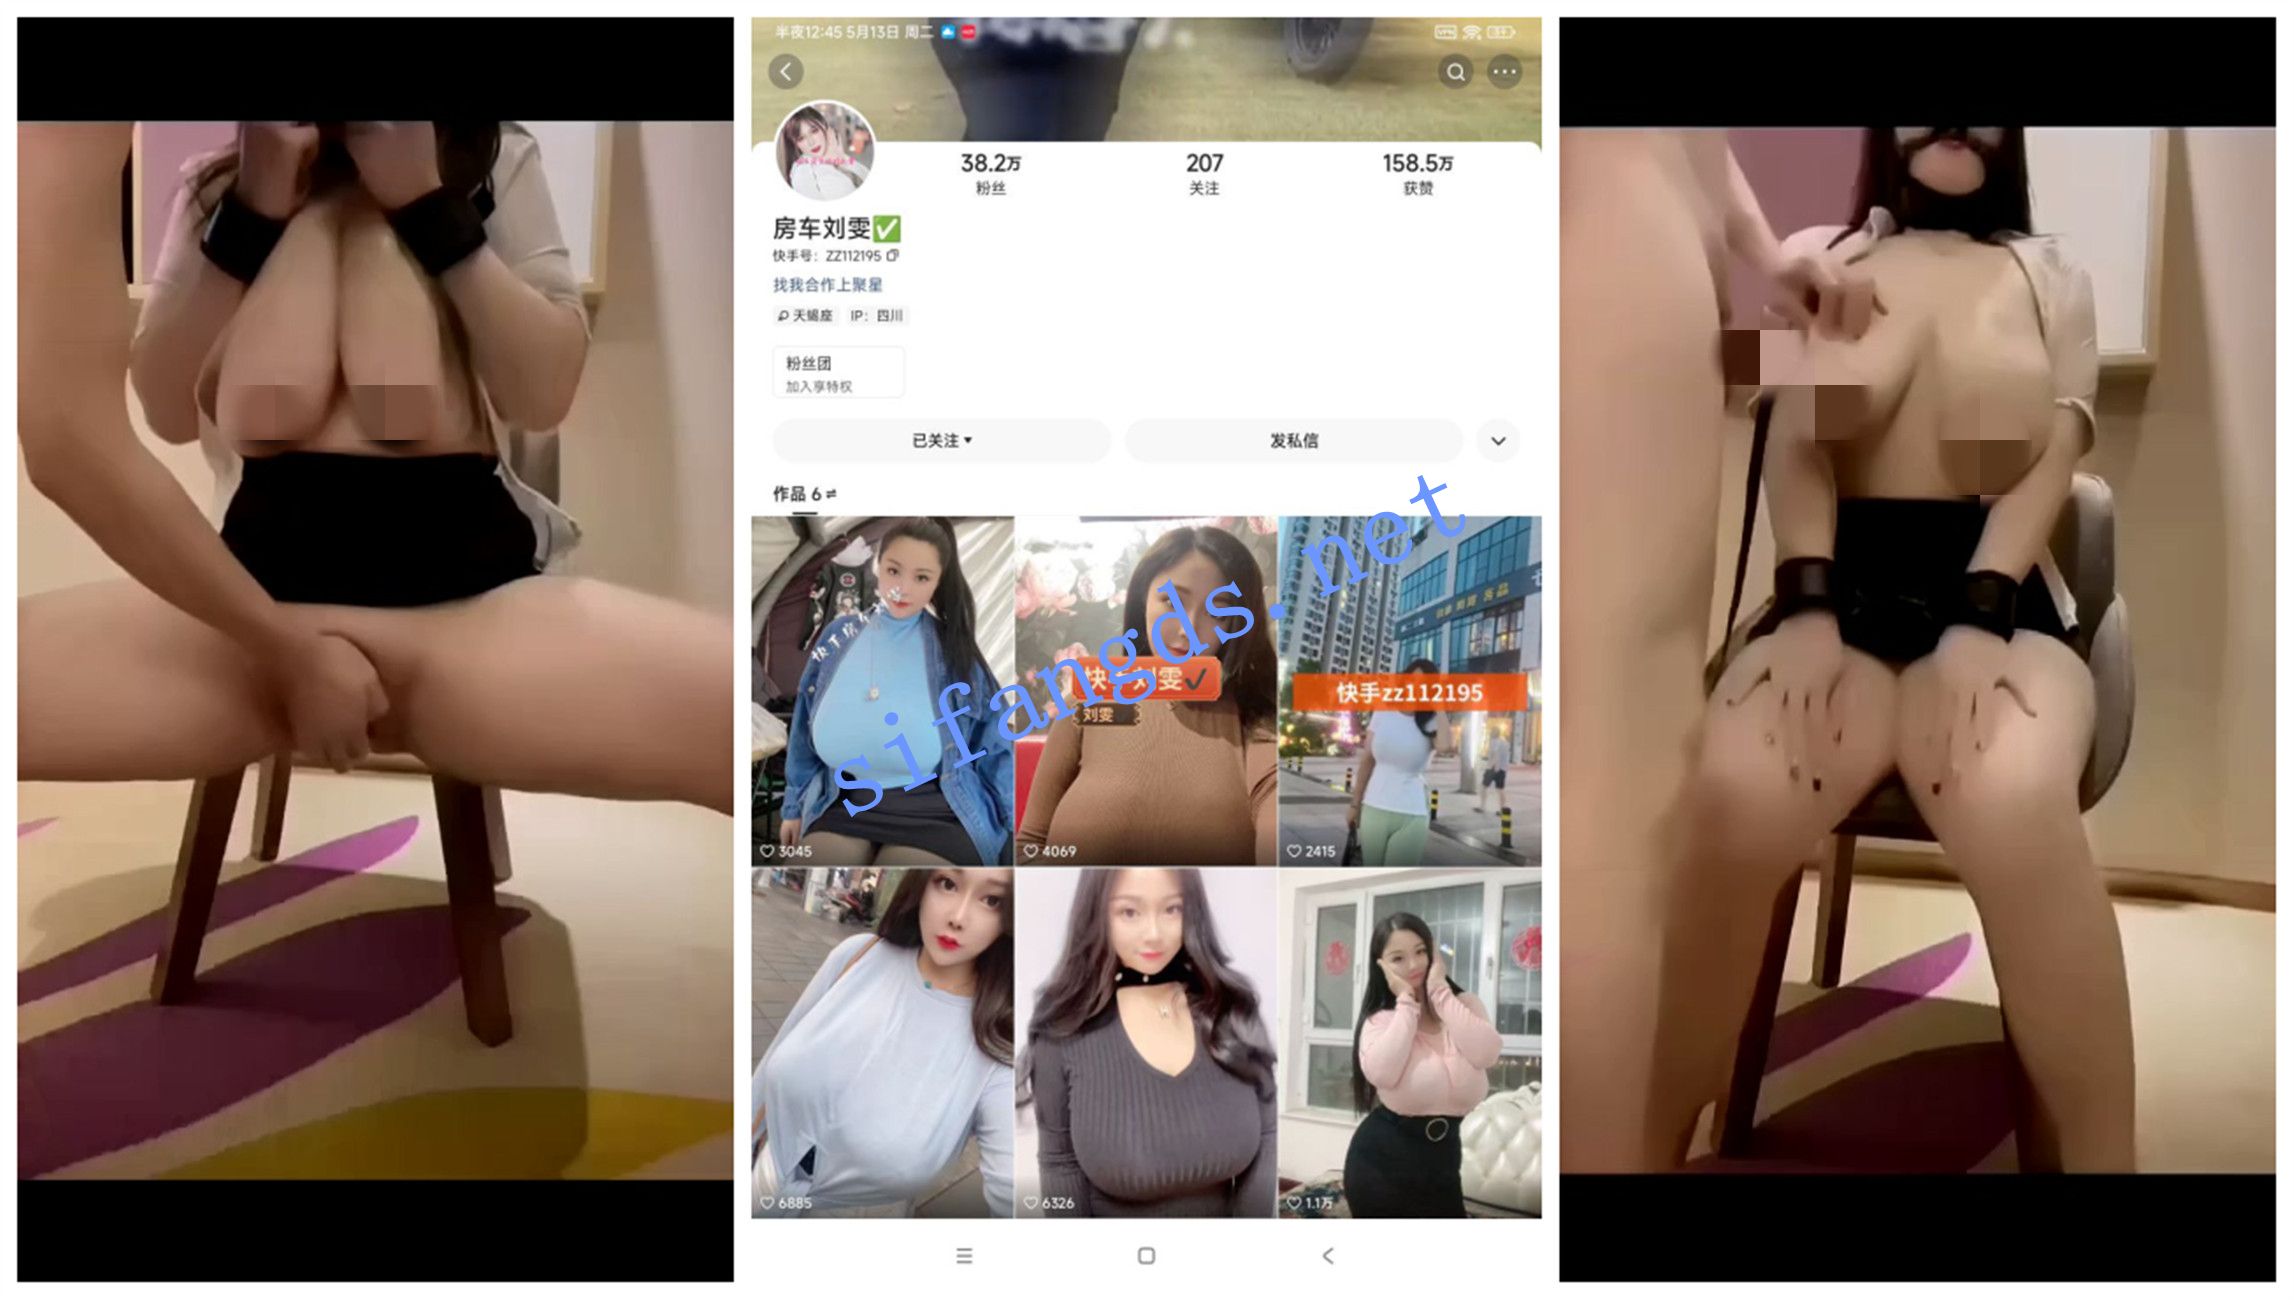 半夜12:45 5月13日 周二
38.2万 207 158.5万
粉丝 关注 获赞
房车刘雯✅
快手号：ZZ112195
找我合作上聚星
天蝎座 IP：四川
粉丝团
加入享特权
已关注 发私信
作品 6
快手刘雯✓
刘雯
快手zz112195
3045 4069 2415
6885 6326 1.1万
sifangds.net